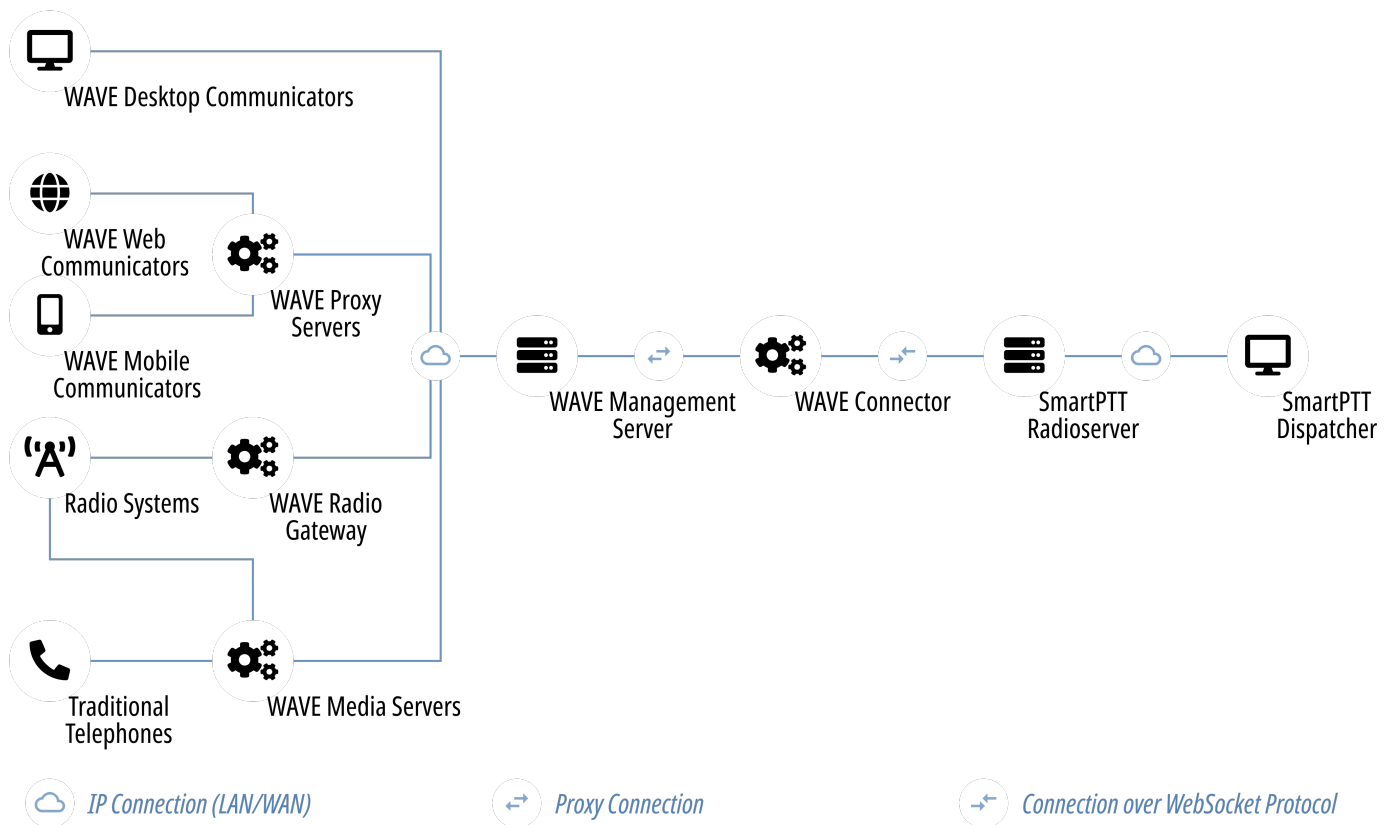 WAVE Desktop Communicators
WAVE Web
Communicators
WAVE Proxy
Servers
WAVE Mobile
Communicators
WAVE Management
Server
WAVE Connector
SmartPTT
Radioserver
SmartPTT
Dispatcher
Radio Systems
WAVE Radio
Gateway
Traditional
Telephones
WAVE Media Servers
IP Connection (LAN/WAN)
Proxy Connection
Connection over WebSocket Protocol